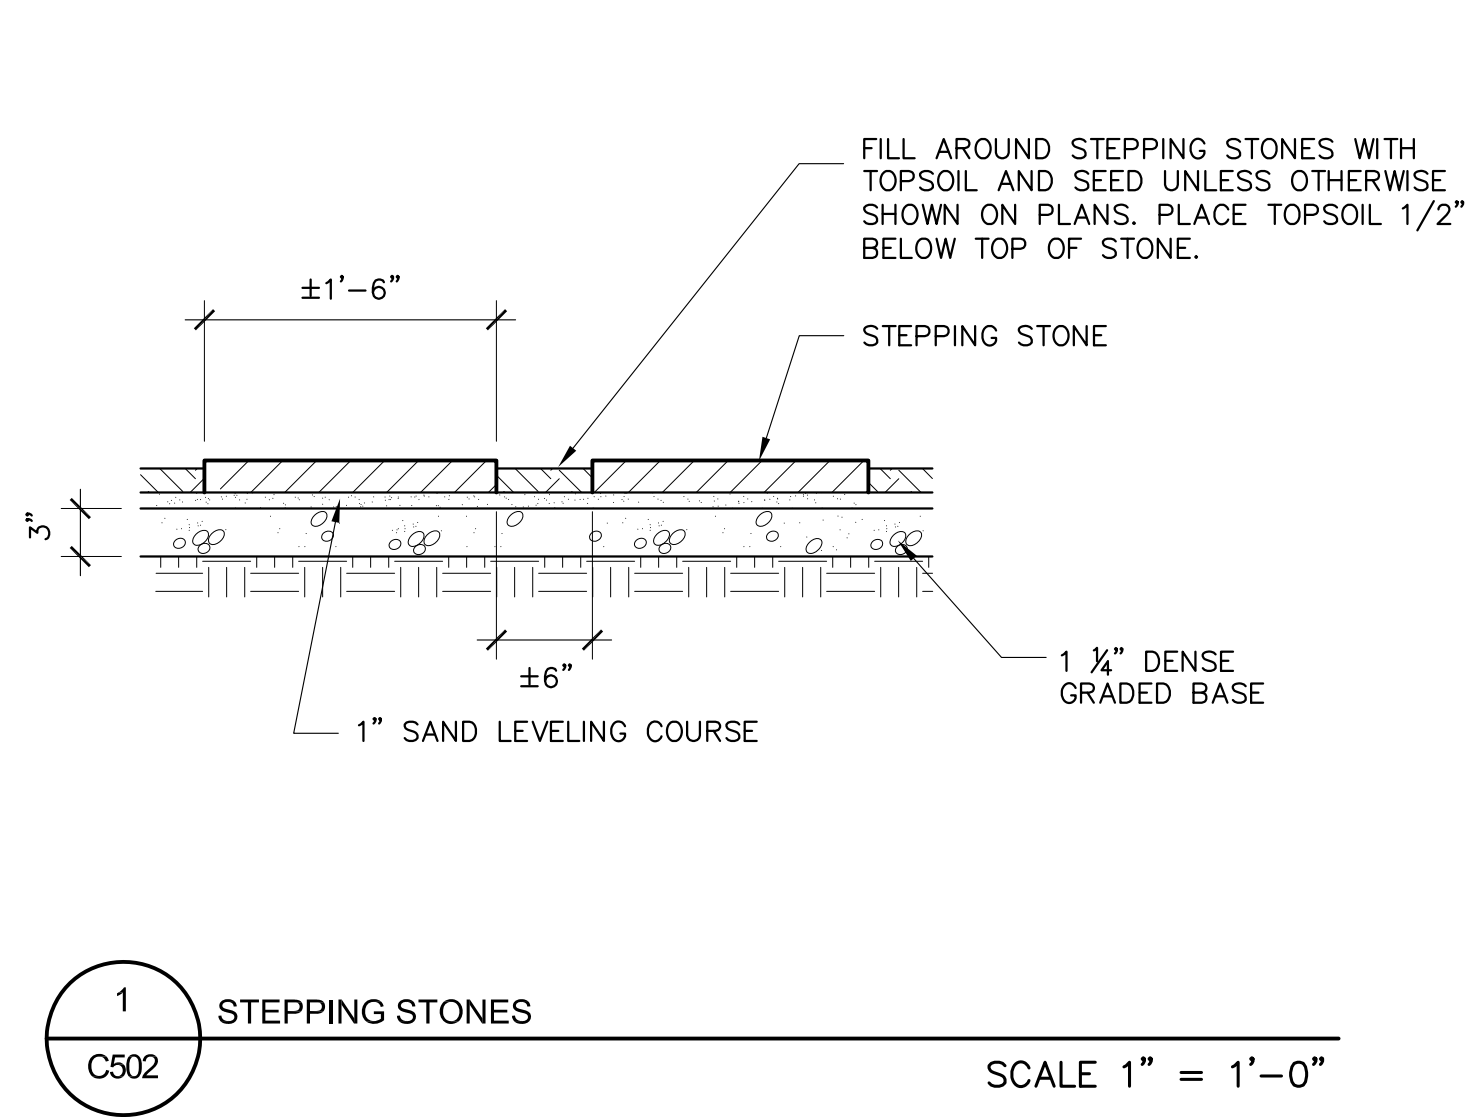 FILL AROUND STEPPING STONES WITH
TOPSOIL AND SEED UNLESS OTHERWISE
SHOWN ON PLANS. PLACE TOPSOIL 1/2"
BELOW TOP OF STONE.
±1'-6"
STEPPING STONE
3"
±6"
1 ¼" DENSE
GRADED BASE
1" SAND LEVELING COURSE
1
STEPPING STONES
C502
SCALE 1" = 1'-0"